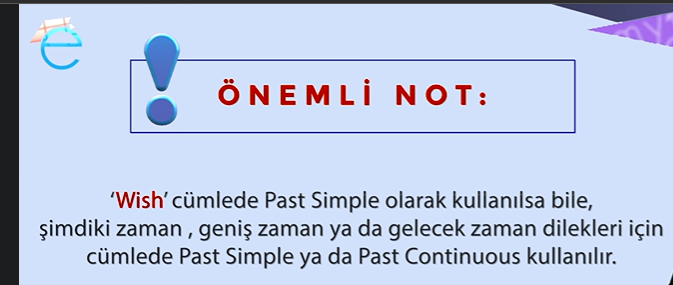 ÖNEMLİ NOT:
'Wish' cümlede Past Simple olarak kullanılsa bile,
şimdiki zaman , geniş zaman ya da gelecek zaman dilekleri için
cümlede Past Simple ya da Past Continuous kullanılır.